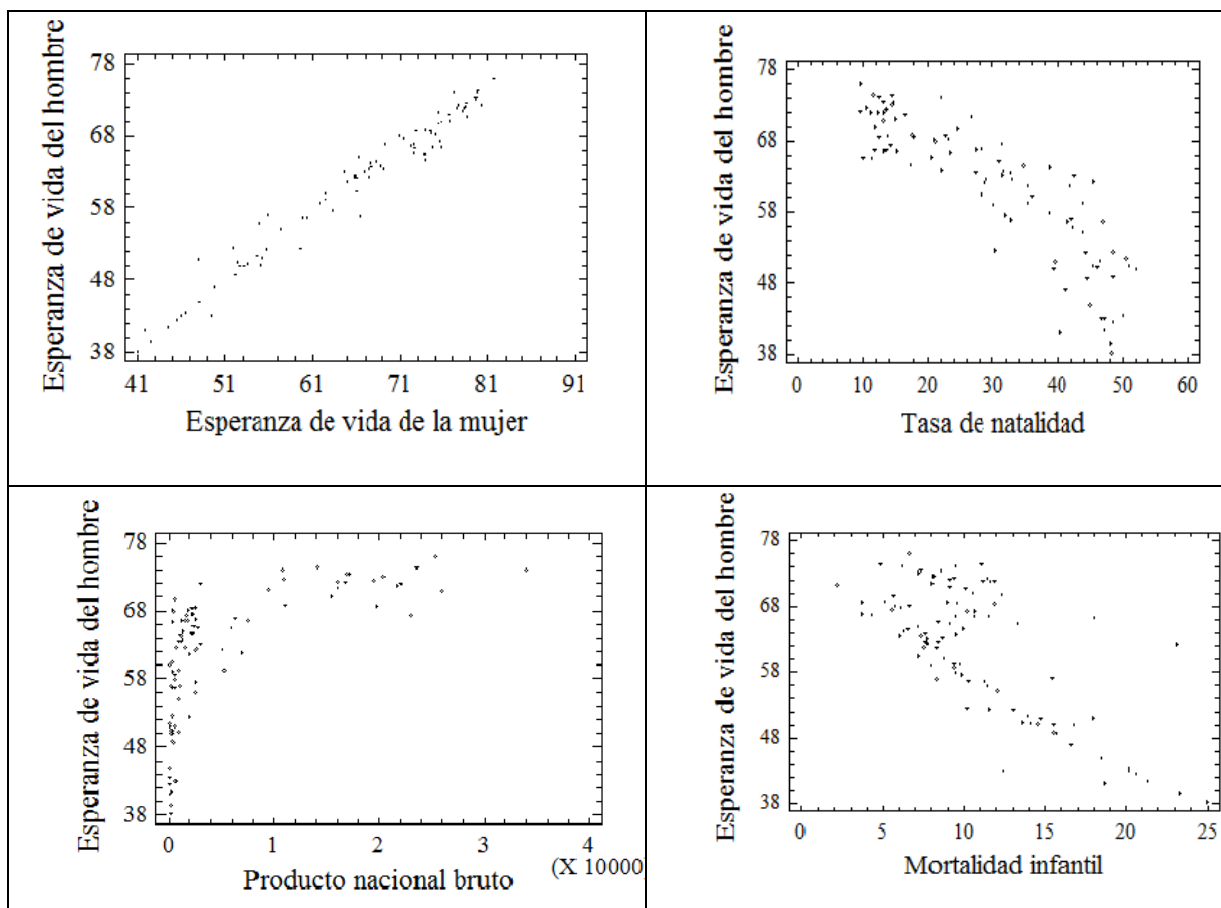 Esperanza de vida del hombre
78
68
58
48
38
41 51 61 71 81 91
Esperanza de vida de la mujer
Esperanza de vida del hombre
78
68
58
48
38
0 10 20 30 40 50 60
Tasa de natalidad
Esperanza de vida del hombre
78
68
58
48
38
0 1 2 3 4
(X 10000
Producto nacional bruto
Esperanza de vida del hombre
78
68
58
48
38
0 5 10 15 20 25
Mortalidad infantil